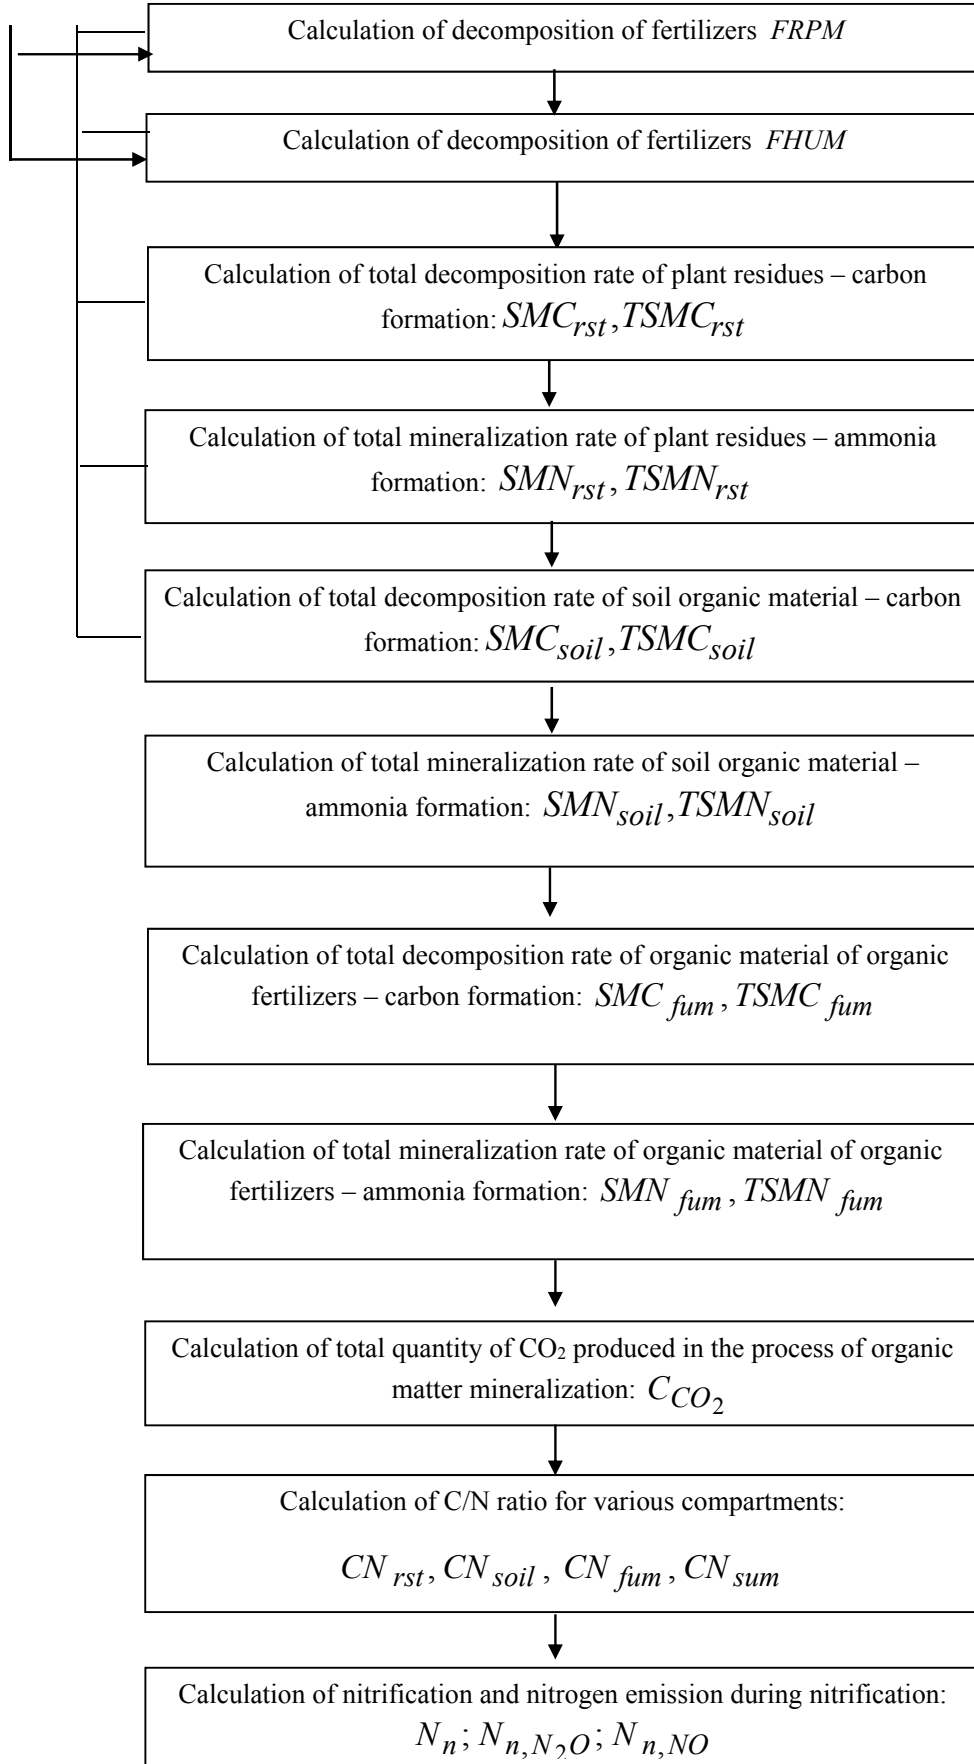 Calculation of decomposition of fertilizers FRPM
Calculation of decomposition of fertilizers FHUM
Calculation of total decomposition rate of plant residues – carbon
formation: SMC_rst, TSMC_rst
Calculation of total mineralization rate of plant residues – ammonia
formation: SMN_rst, TSMN_rst
Calculation of total decomposition rate of soil organic material – carbon
formation: SMC_soil, TSMC_soil
Calculation of total mineralization rate of soil organic material –
ammonia formation: SMN_soil, TSMN_soil
Calculation of total decomposition rate of organic material of organic
fertilizers – carbon formation: SMC_fum, TSMC_fum
Calculation of total mineralization rate of organic material of organic
fertilizers – ammonia formation: SMN_fum, TSMN_fum
Calculation of total quantity of CO₂ produced in the process of organic
matter mineralization: C_CO₂
Calculation of C/N ratio for various compartments:
CN_rst, CN_soil, CN_fum, CN_sum
Calculation of nitrification and nitrogen emission during nitrification:
N_n; N_n,N₂O; N_n,NO